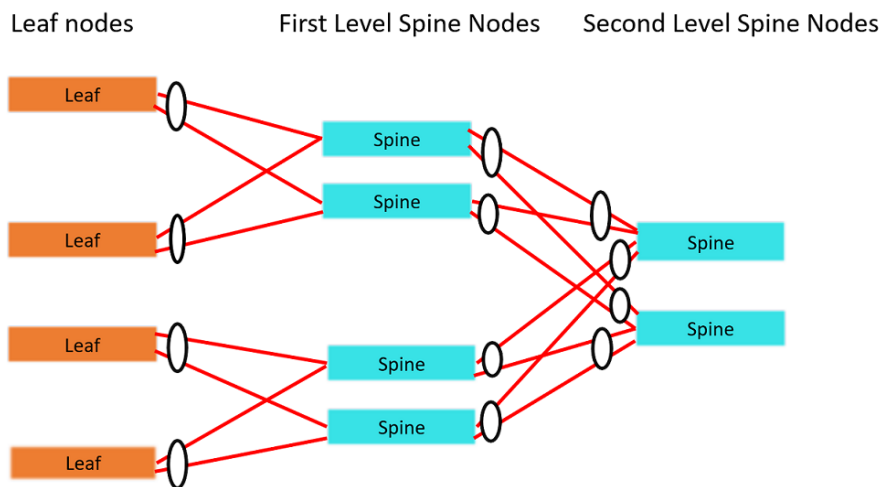 Leaf nodes
First Level Spine Nodes
Second Level Spine Nodes
Leaf
Spine
Spine
Leaf
Spine
Spine
Leaf
Spine
Spine
Leaf